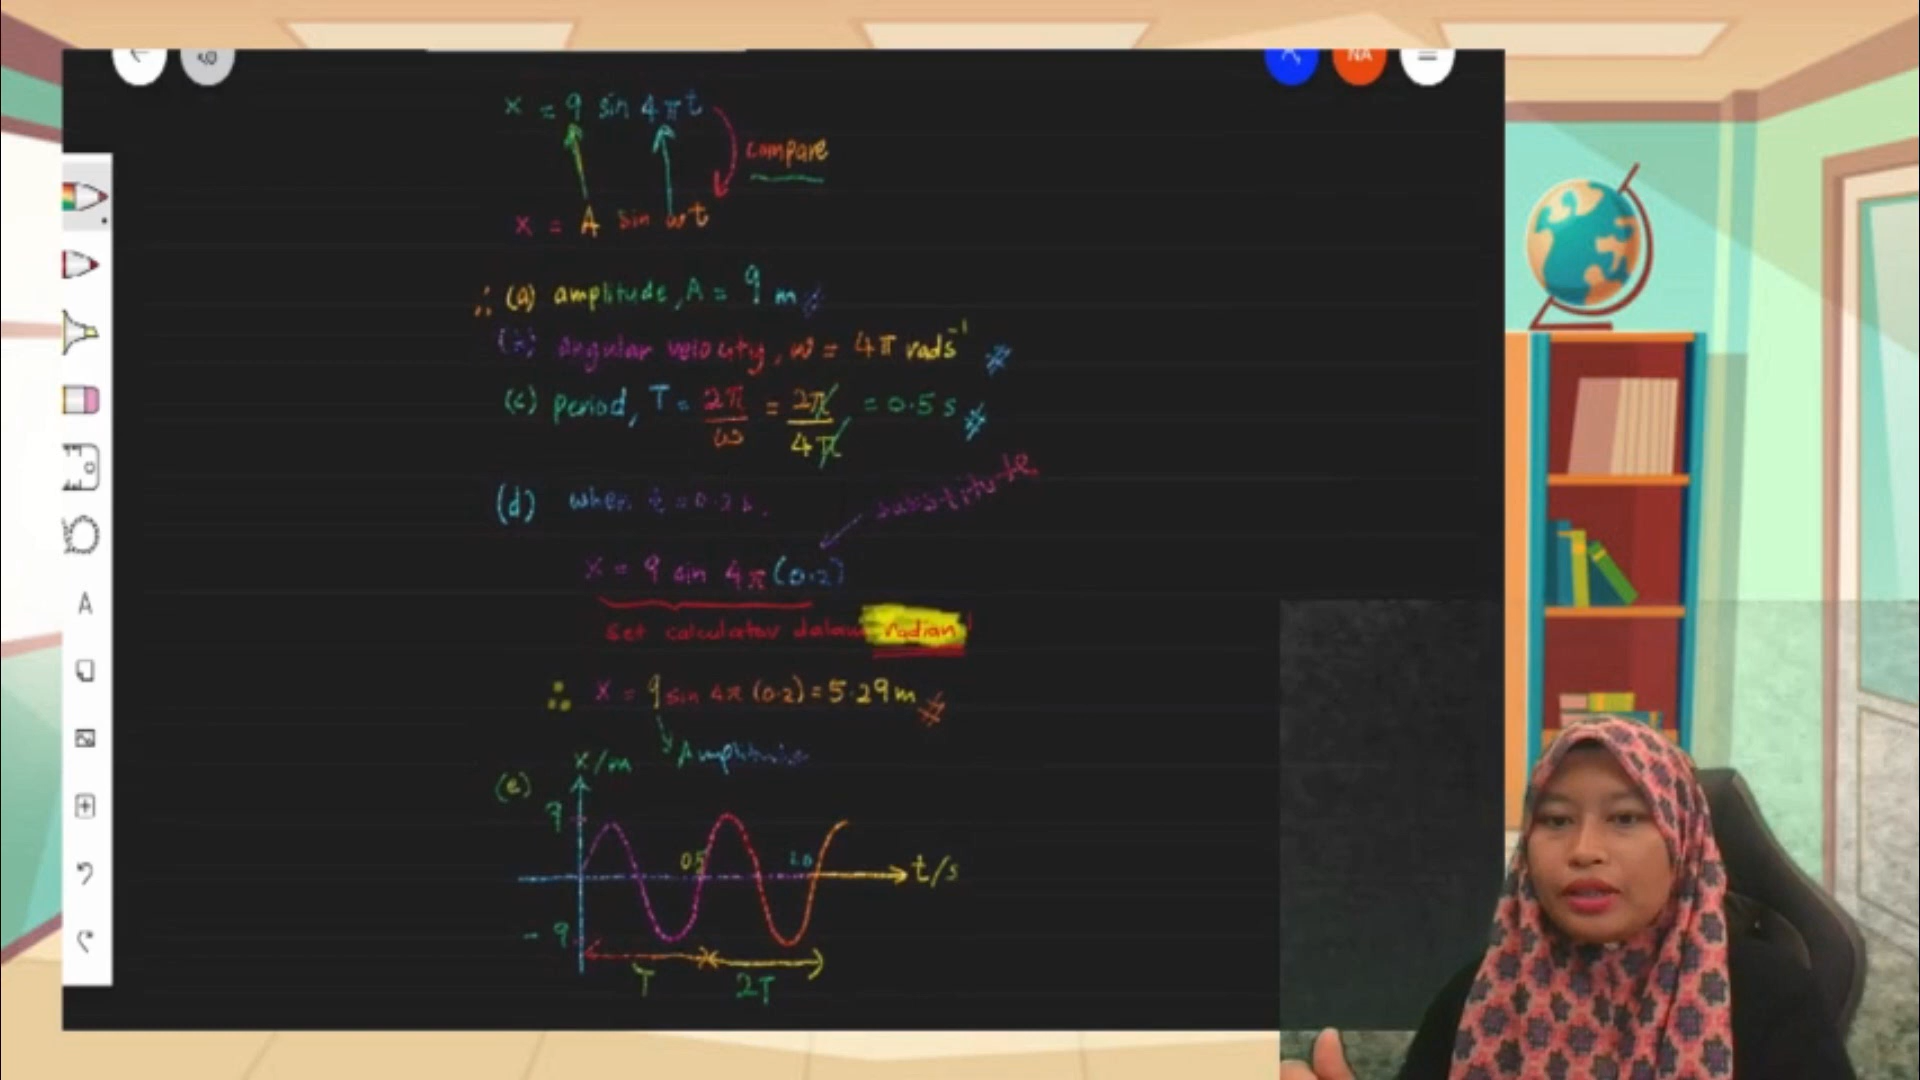 NA
x = 9 sin 4πt
compare
x = A sin ωt
∴ (a) amplitude, A = 9 m
(b) angular velocity, ω = 4π rads⁻¹
(c) period, T = 2π/ω = 2π/4π = 0.5 s
(d) when t = 0.2 s.
substitute
x = 9 sin 4π (0.2)
set calculator dalam radian!
∴ x = 9 sin 4π (0.2) = 5.29 m
Amplitude
(e) x/m
9
0.5 1.0 t/s
-9
T 2T
A